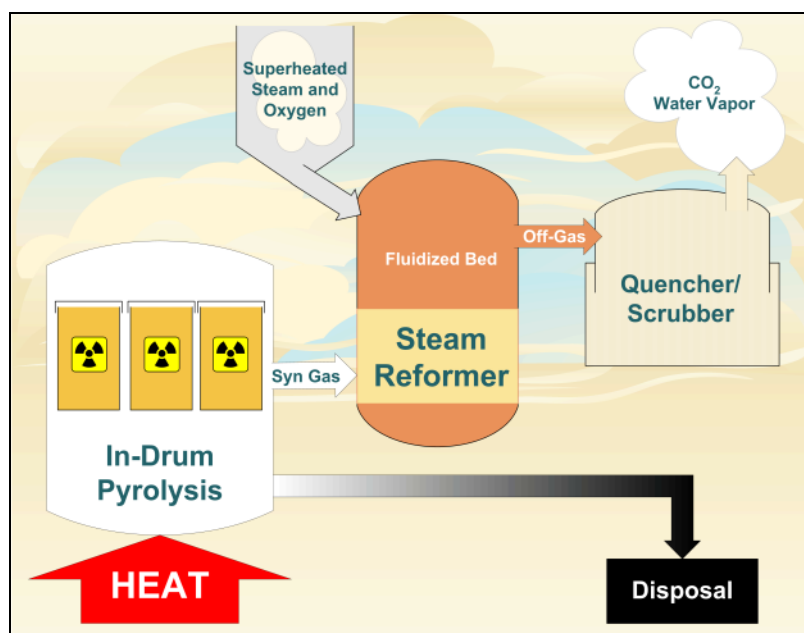 Superheated
Steam and
Oxygen
CO₂
Water Vapor
Fluidized Bed
Off-Gas
Quencher/
Scrubber
Steam
Reformer
Syn Gas
In-Drum
Pyrolysis
HEAT
Disposal